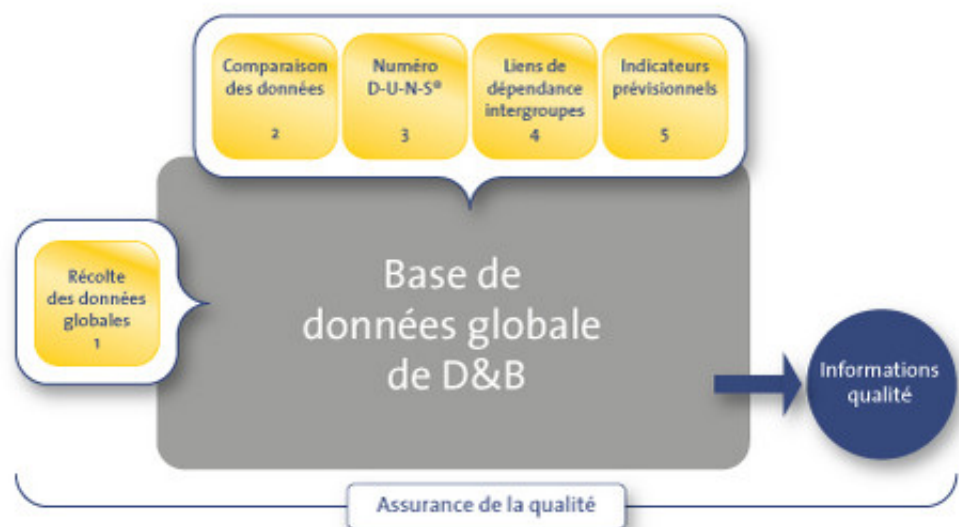 Comparaison
des données
2
Numéro
D-U-N-S®
3
Liens de
dépendance
intergroupes
4
Indicateurs
prévisionnels
5
Récolte
des données
globales
1
Base de
données globale
de D&B
Informations
qualité
Assurance de la qualité